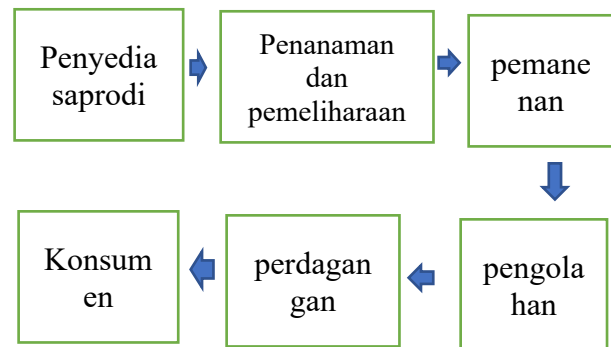 Penyedia
saprodi
Penanaman
dan
pemeliharaan
pemane
nan
pengola
han
perdagan
gan
Konsum
en